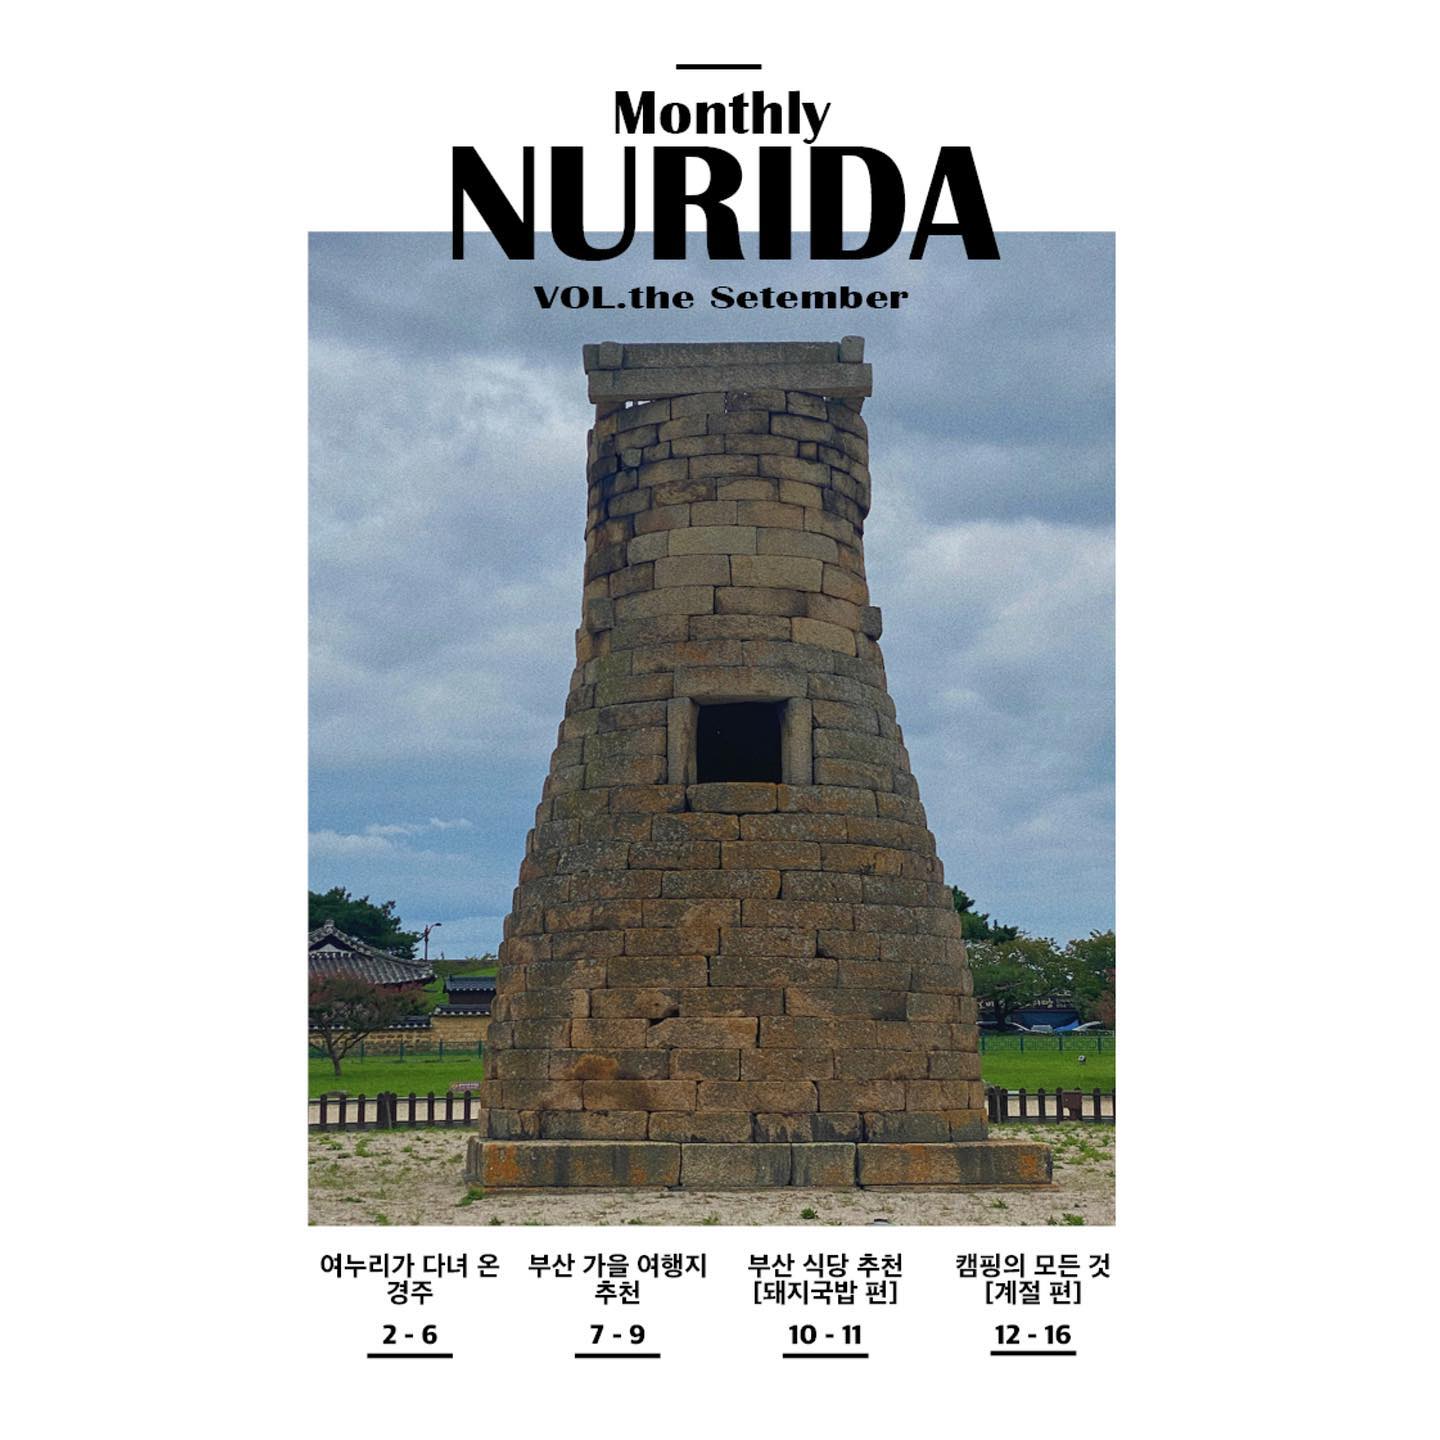 Monthly
NURIDA
VOL.the Setember
여누리가 다녀 온
경주
2 - 6
부산 가을 여행지
추천
7 - 9
부산 식당 추천
[돼지국밥 편]
10 - 11
캠핑의 모든 것
[계절 편]
12 - 16